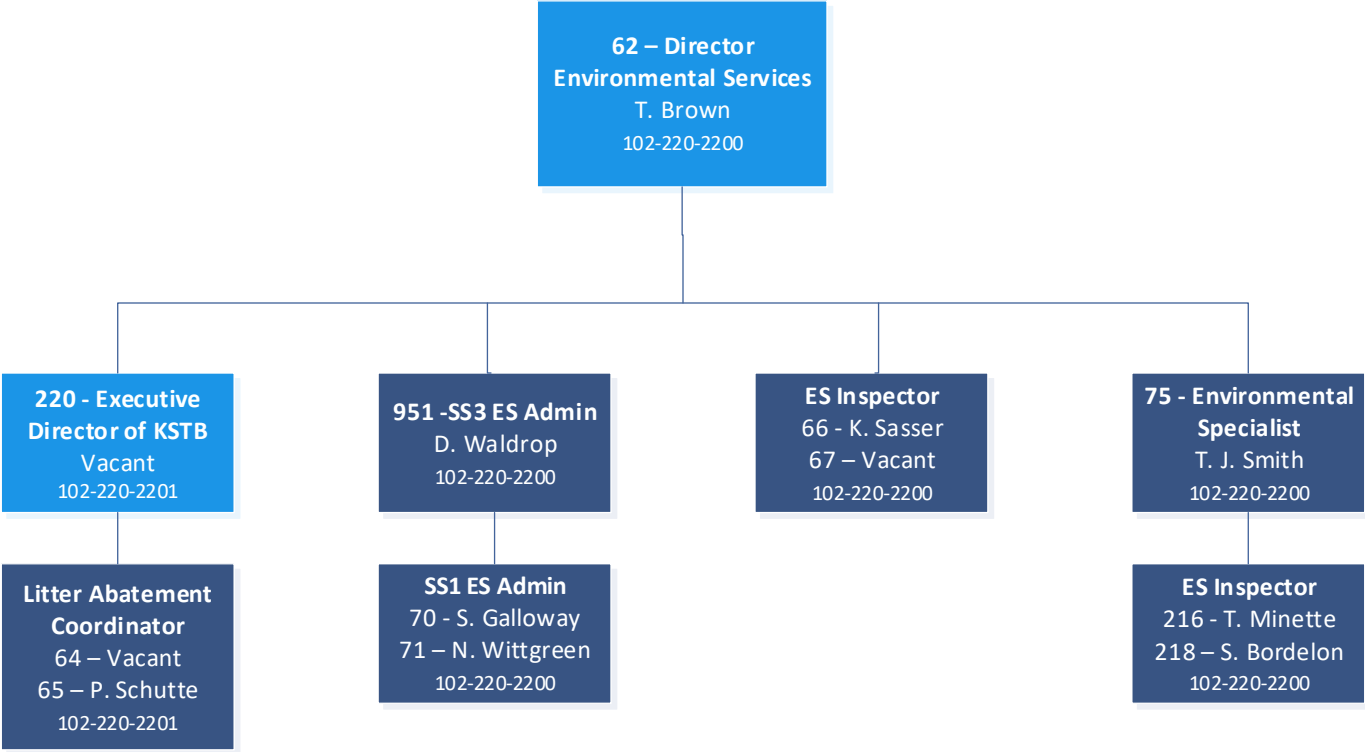 62 – Director
Environmental Services
T. Brown
102-220-2200
220 - Executive
Director of KSTB
Vacant
102-220-2201
951 -SS3 ES Admin
D. Waldrop
102-220-2200
ES Inspector
66 - K. Sasser
67 – Vacant
102-220-2200
75 - Environmental
Specialist
T. J. Smith
102-220-2200
Litter Abatement
Coordinator
64 – Vacant
65 – P. Schutte
102-220-2201
SS1 ES Admin
70 - S. Galloway
71 – N. Wittgreen
102-220-2200
ES Inspector
216 - T. Minette
218 – S. Bordelon
102-220-2200